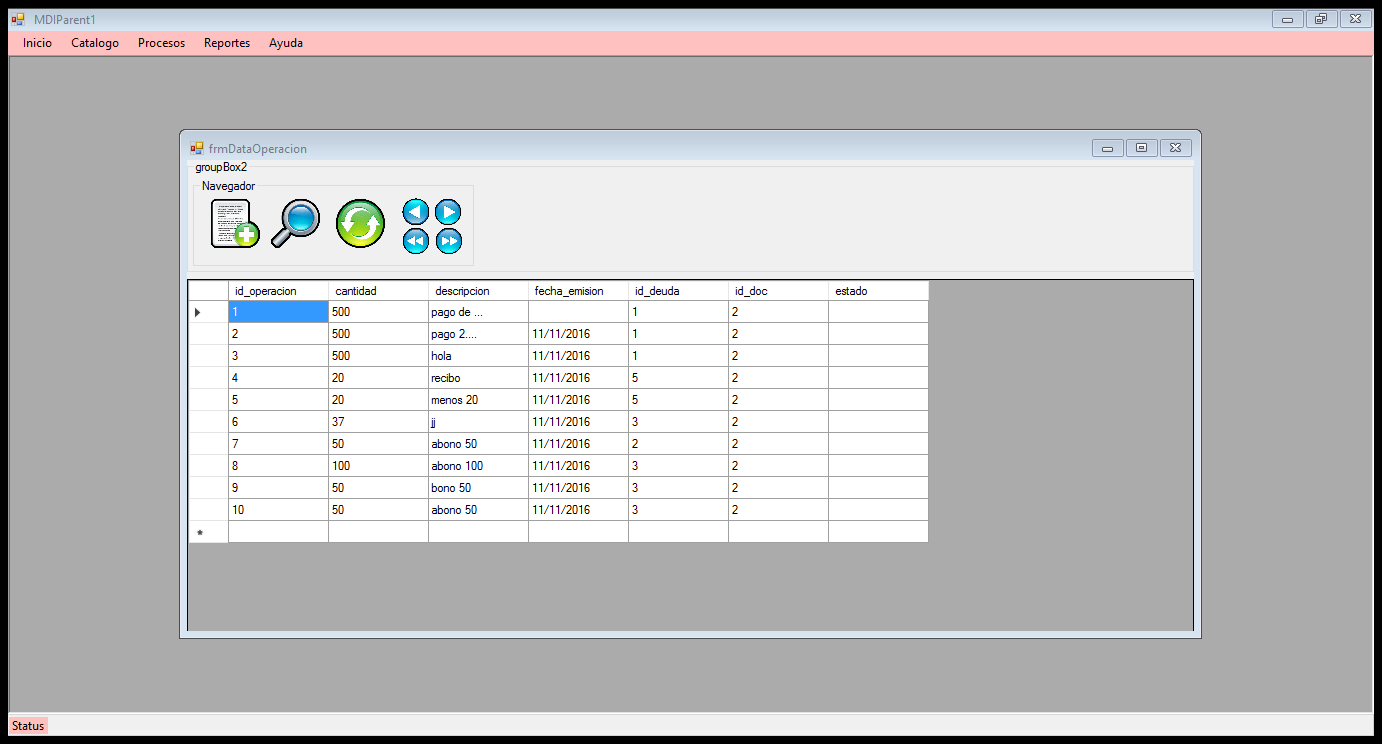 MDIParent1
Inicio Catalogo Procesos Reportes Ayuda
frmDataOperacion
groupBox2
Navegador
id_operacion cantidad descripcion fecha_emision id_deuda id_doc estado
1 500 pago de ... 1 2
2 500 pago 2.... 11/11/2016 1 2
3 500 hola 11/11/2016 1 2
4 20 recibo 11/11/2016 5 2
5 20 menos 20 11/11/2016 5 2
6 37 jj 11/11/2016 3 2
7 50 abono 50 11/11/2016 2 2
8 100 abono 100 11/11/2016 3 2
9 50 bono 50 11/11/2016 3 2
10 50 abono 50 11/11/2016 3 2
*
Status